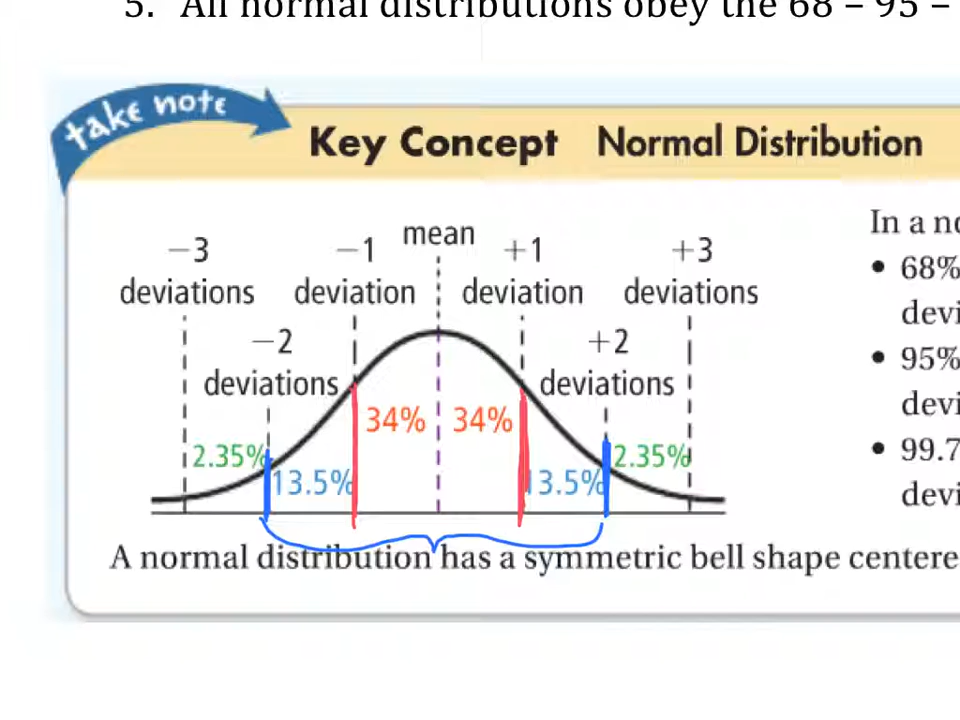 5. All normal distributions obey the 68 – 95 –
take note
Key Concept Normal Distribution
mean
−3 deviations
−1 deviation
+1 deviation
+3 deviations
−2 deviations
+2 deviations
34% 34%
2.35% 13.5% 13.5% 2.35%
A normal distribution has a symmetric bell shape centere
In a no
• 68%
devi
• 95%
devi
• 99.7
devi